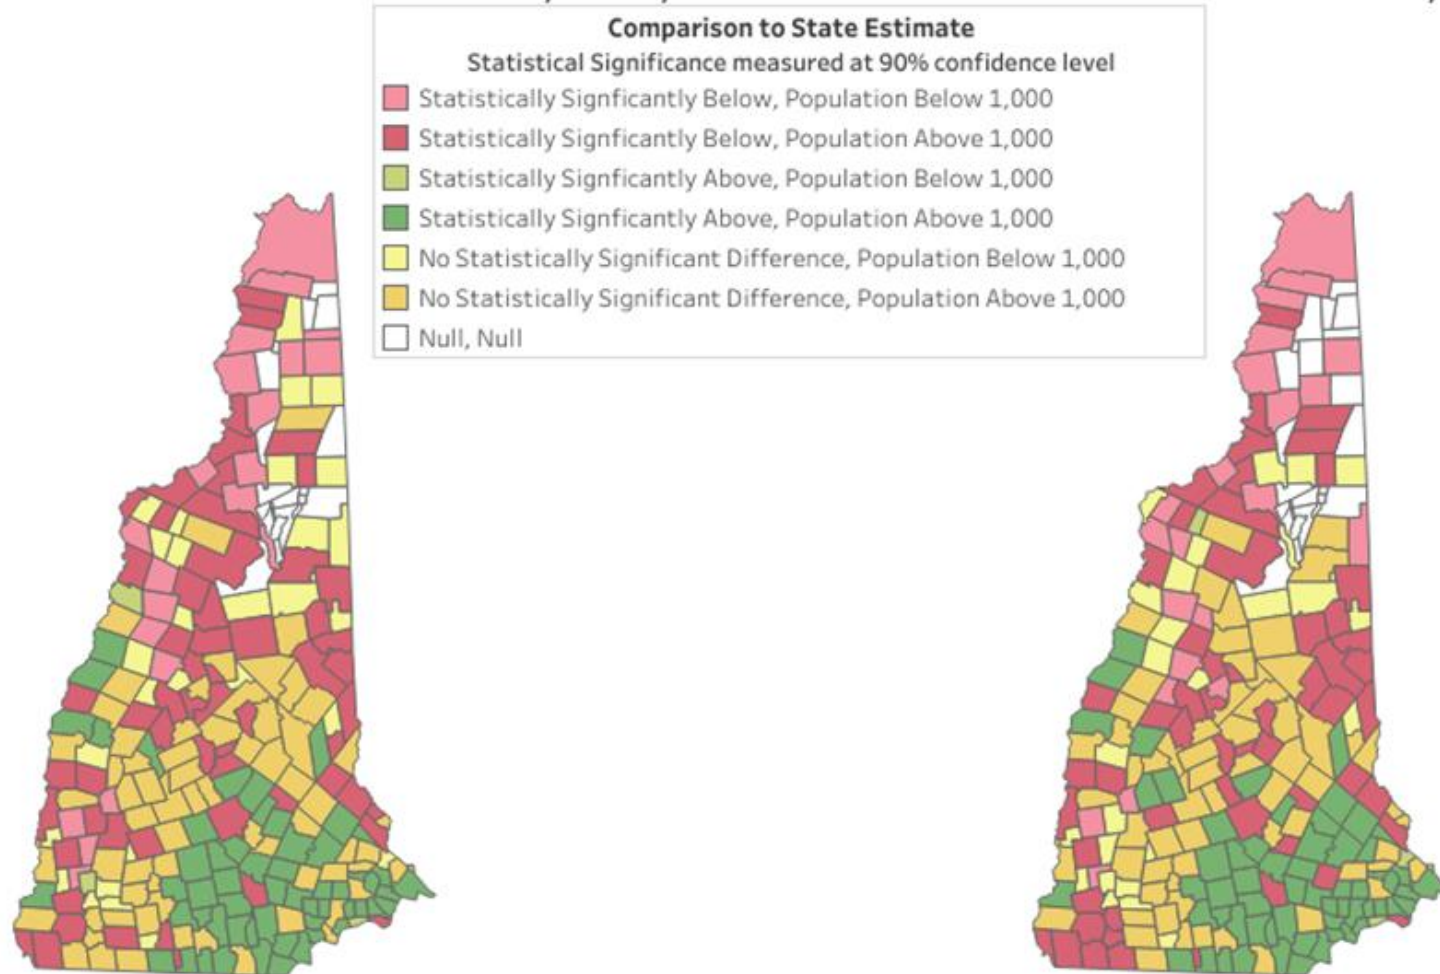 Comparison to State Estimate
Statistical Significance measured at 90% confidence level
Statistically Signficantly Below, Population Below 1,000
Statistically Signficantly Below, Population Above 1,000
Statistically Signficantly Above, Population Below 1,000
Statistically Signficantly Above, Population Above 1,000
No Statistically Significant Difference, Population Below 1,000
No Statistically Significant Difference, Population Above 1,000
Null, Null